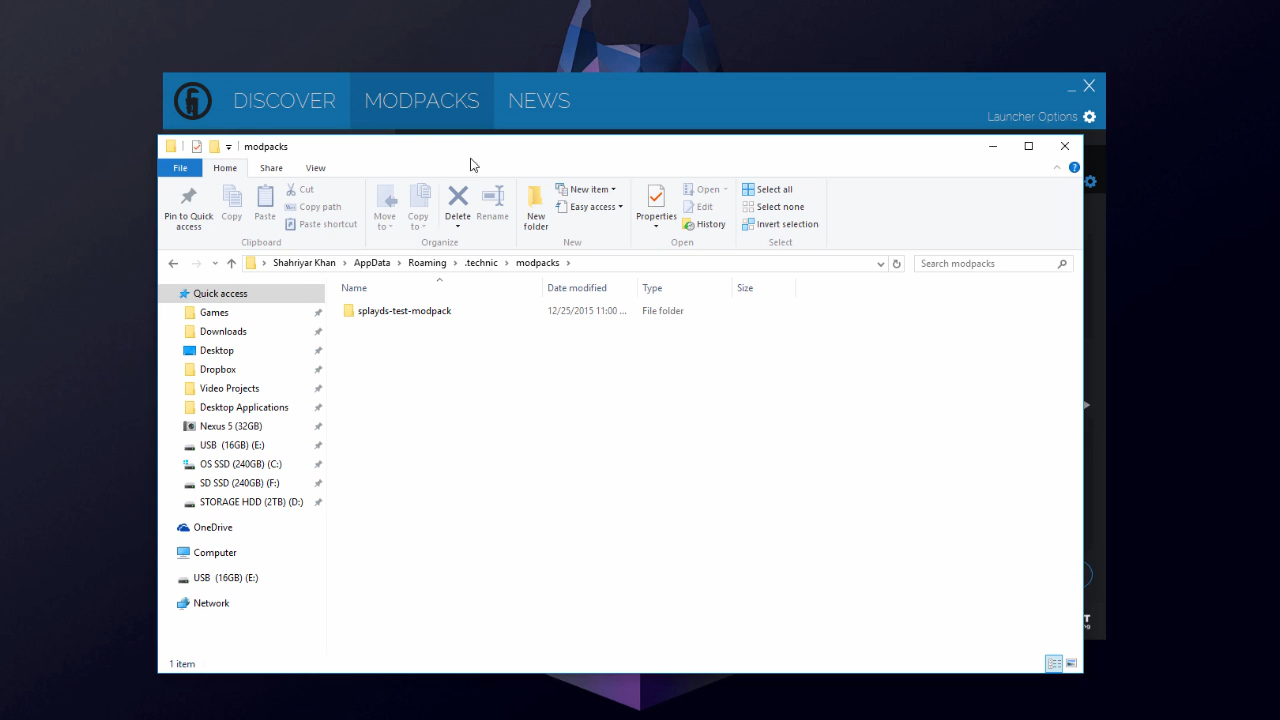 DISCOVER MODPACKS NEWS
Launcher Options
modpacks
File Home Share View
Pin to Quick access
Copy
Paste
Cut
Copy path
Paste shortcut
Clipboard
Move to
Copy to
Delete
Rename
Organize
New folder
New item
Easy access
New
Properties
Open
Edit
History
Open
Select all
Select none
Invert selection
Select
Shahriyar Khan > AppData > Roaming > .technic > modpacks >
Search modpacks
Name Date modified Type Size
splayds-test-modpack 12/25/2015 11:00 ... File folder
Quick access
Games
Downloads
Desktop
Dropbox
Video Projects
Desktop Applications
Nexus 5 (32GB)
USB (16GB) (E:)
OS SSD (240GB) (C:)
SD SSD (240GB) (F:)
STORAGE HDD (2TB) (D:)
OneDrive
Computer
USB (16GB) (E:)
Network
1 item